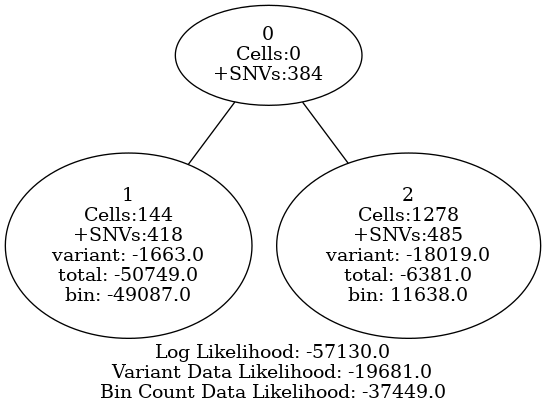 0
Cells:0
+SNVs:384
1
Cells:144
+SNVs:418
variant: -1663.0
total: -50749.0
bin: -49087.0
2
Cells:1278
+SNVs:485
variant: -18019.0
total: -6381.0
bin: 11638.0
Log Likelihood: -57130.0
Variant Data Likelihood: -19681.0
Bin Count Data Likelihood: -37449.0